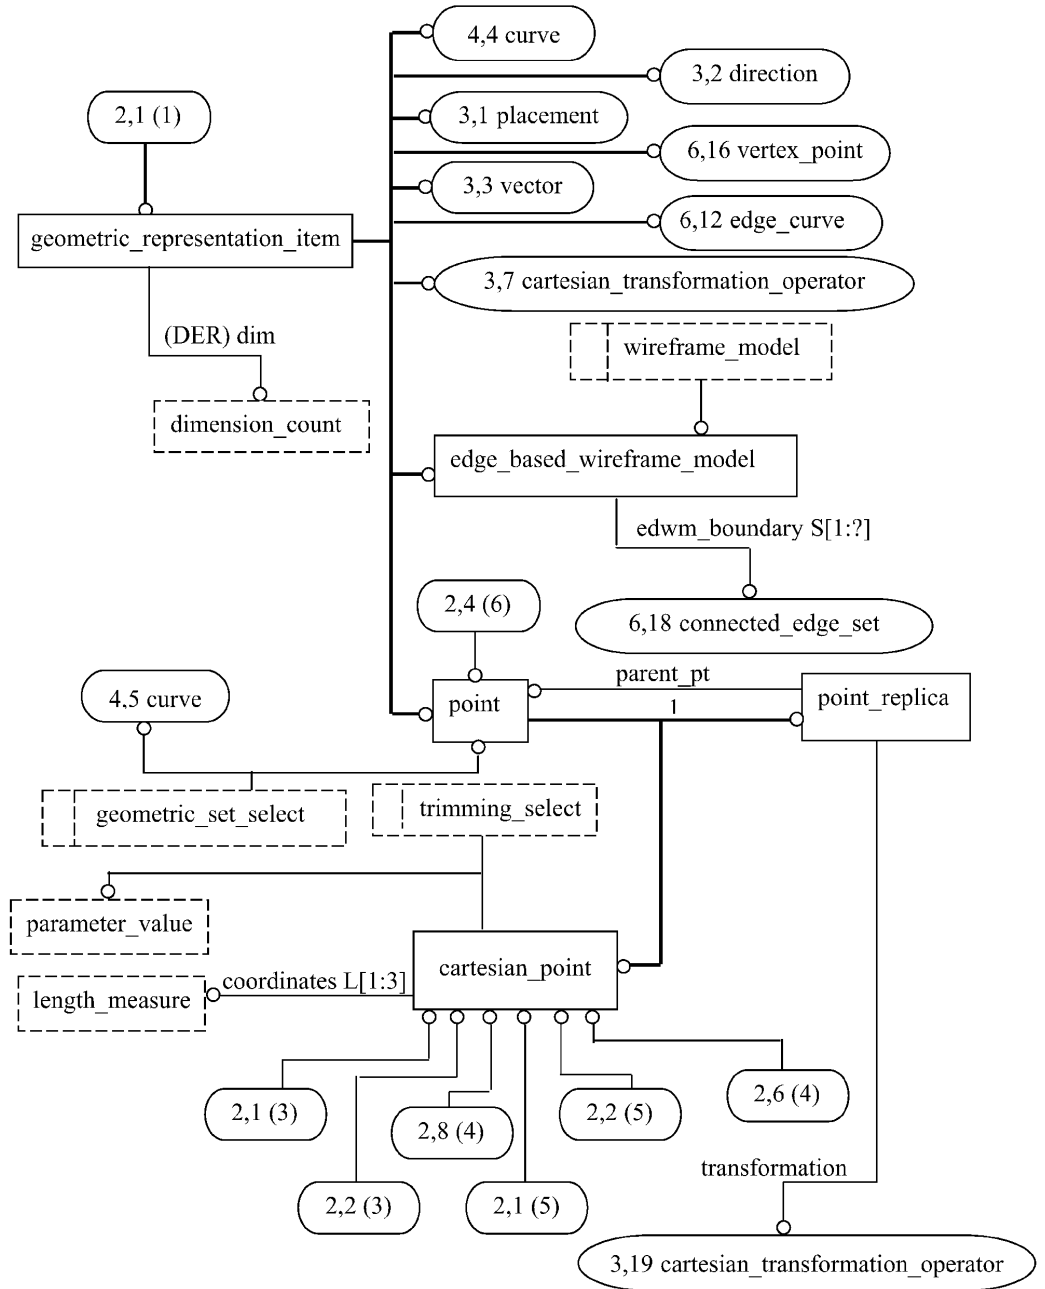 4,4 curve
3,2 direction
2,1 (1)
3,1 placement
6,16 vertex_point
3,3 vector
6,12 edge_curve
geometric_representation_item
3,7 cartesian_transformation_operator
(DER) dim
wireframe_model
dimension_count
edge_based_wireframe_model
edwm_boundary S[1:?]
2,4 (6)
6,18 connected_edge_set
parent_pt
4,5 curve
point
1
point_replica
geometric_set_select
trimming_select
parameter_value
cartesian_point
coordinates L[1:3]
length_measure
2,1 (3)
2,8 (4)
2,2 (5)
2,6 (4)
2,2 (3)
2,1 (5)
transformation
3,19 cartesian_transformation_operator